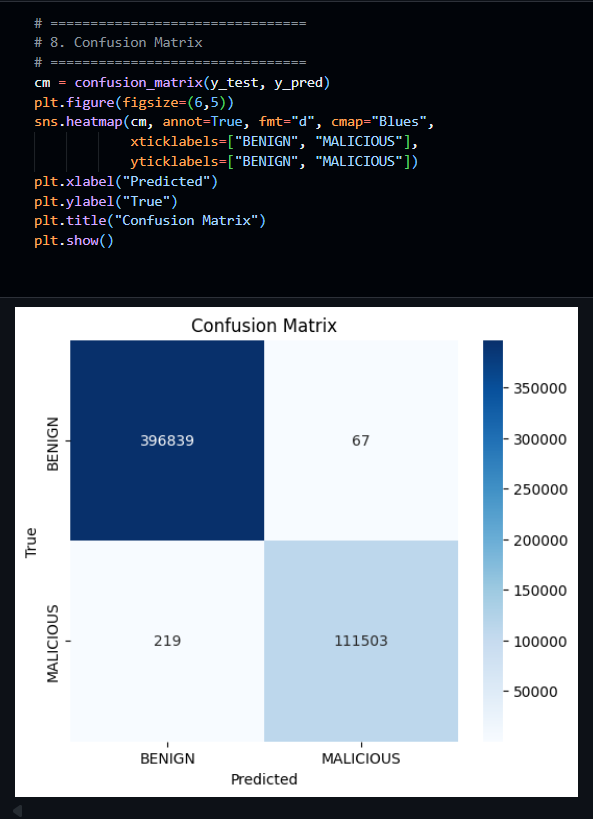 # ================================
# 8. Confusion Matrix
# ================================
cm = confusion_matrix(y_test, y_pred)
plt.figure(figsize=(6,5))
sns.heatmap(cm, annot=True, fmt="d", cmap="Blues",
xticklabels=["BENIGN", "MALICIOUS"],
yticklabels=["BENIGN", "MALICIOUS"])
plt.xlabel("Predicted")
plt.ylabel("True")
plt.title("Confusion Matrix")
plt.show()
Confusion Matrix
BENIGN
396839
67
MALICIOUS
219
111503
True
BENIGN
MALICIOUS
Predicted
350000
300000
250000
200000
150000
100000
50000